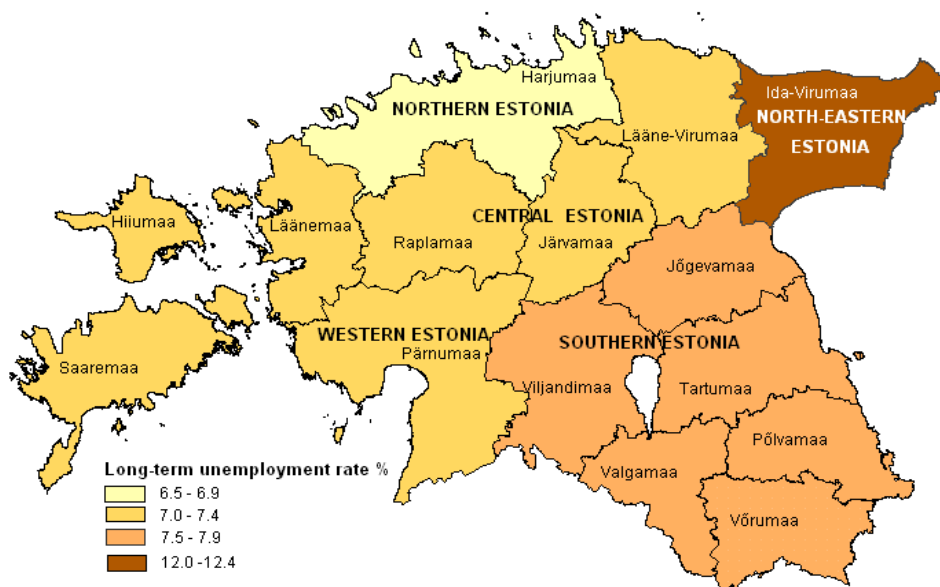 Harjumaa
Ida-Virumaa
NORTHERN ESTONIA
NORTH-EASTERN
ESTONIA
Lääne-Virumaa
Hiiumaa
Läänemaa
CENTRAL ESTONIA
Raplamaa
Järvamaa
Jõgevamaa
WESTERN ESTONIA
SOUTHERN ESTONIA
Pärnumaa
Saaremaa
Viljandimaa
Tartumaa
Põlvamaa
Valgamaa
Võrumaa
Long-term unemployment rate %
6.5 - 6.9
7.0 - 7.4
7.5 - 7.9
12.0 -12.4